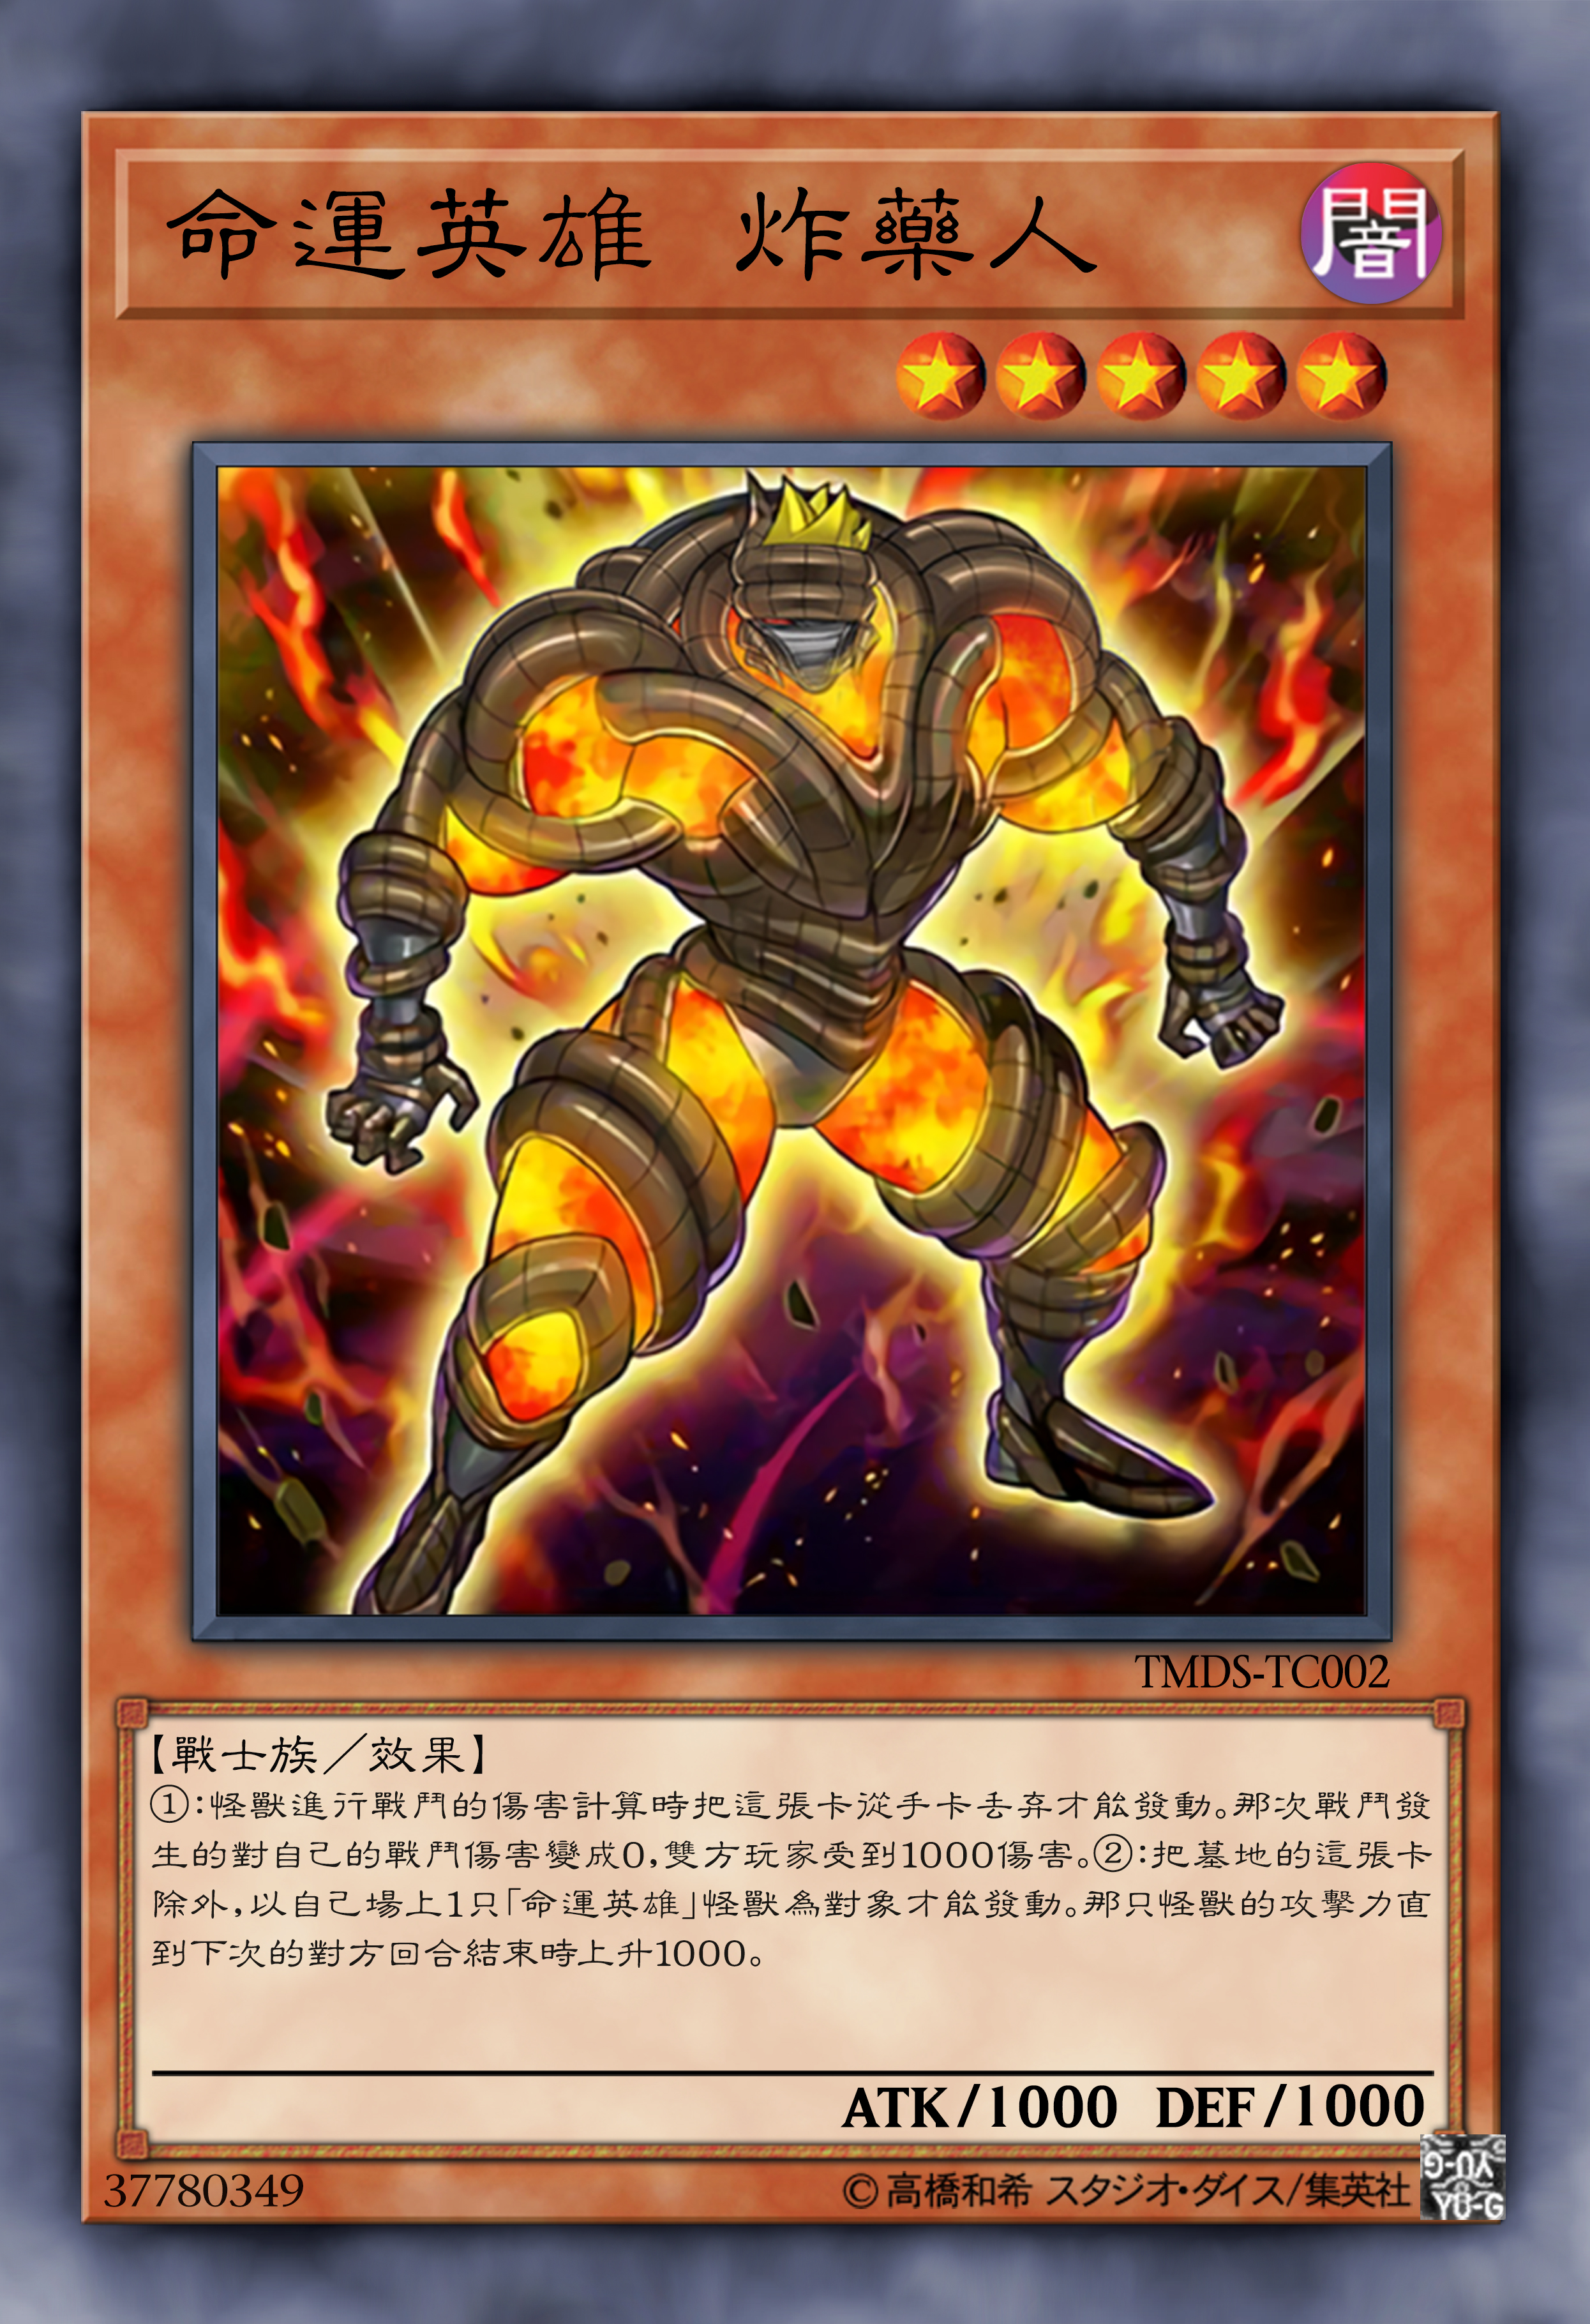 命運英雄 炸藥人
闇
TMDS-TC002
【戰士族／效果】
①:怪獸進行戰鬥的傷害計算時把這張卡從手卡丟弃才能發動。那次戰鬥發
生的對自己的戰鬥傷害變成0,雙方玩家受到1000傷害。②:把墓地的這張卡
除外,以自己場上1只「命運英雄」怪獸為對象才能發動。那只怪獸的攻擊力直
到下次的對方回合結束時上升1000。
ATK/1000 DEF/1000
37780349
©高橋和希 スタジオ・ダイス/集英社
YU-G
YU-G